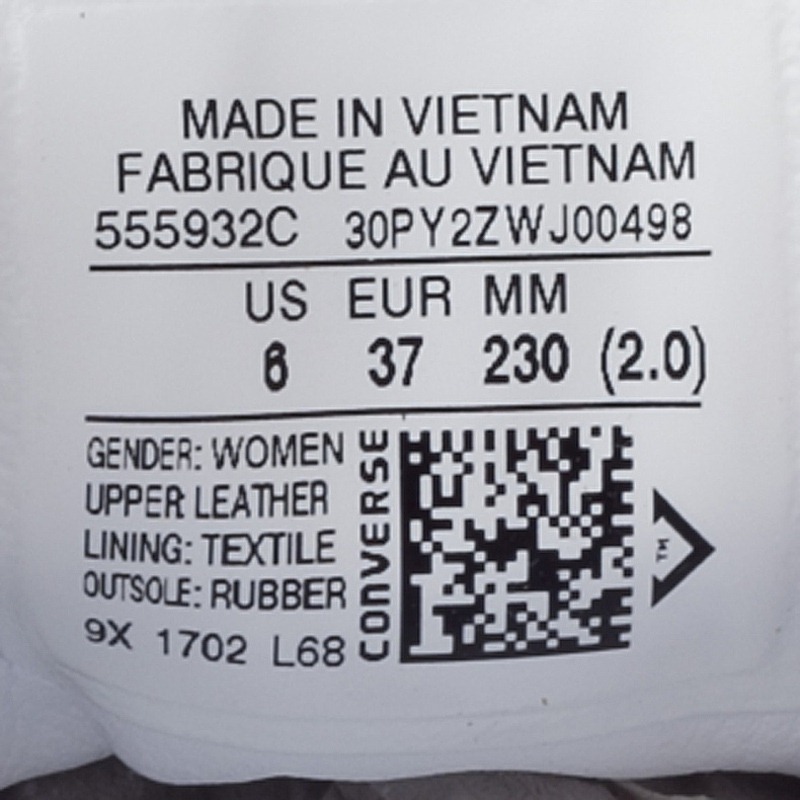 MADE IN VIETNAM
FABRIQUE AU VIETNAM
555932C 30PY2ZWJ00498
US EUR MM
6 37 230 (2.0)
GENDER: WOMEN
UPPER LEATHER
LINING: TEXTILE
OUTSOLE: RUBBER
9X 1702 L68
CONVERSE
TM